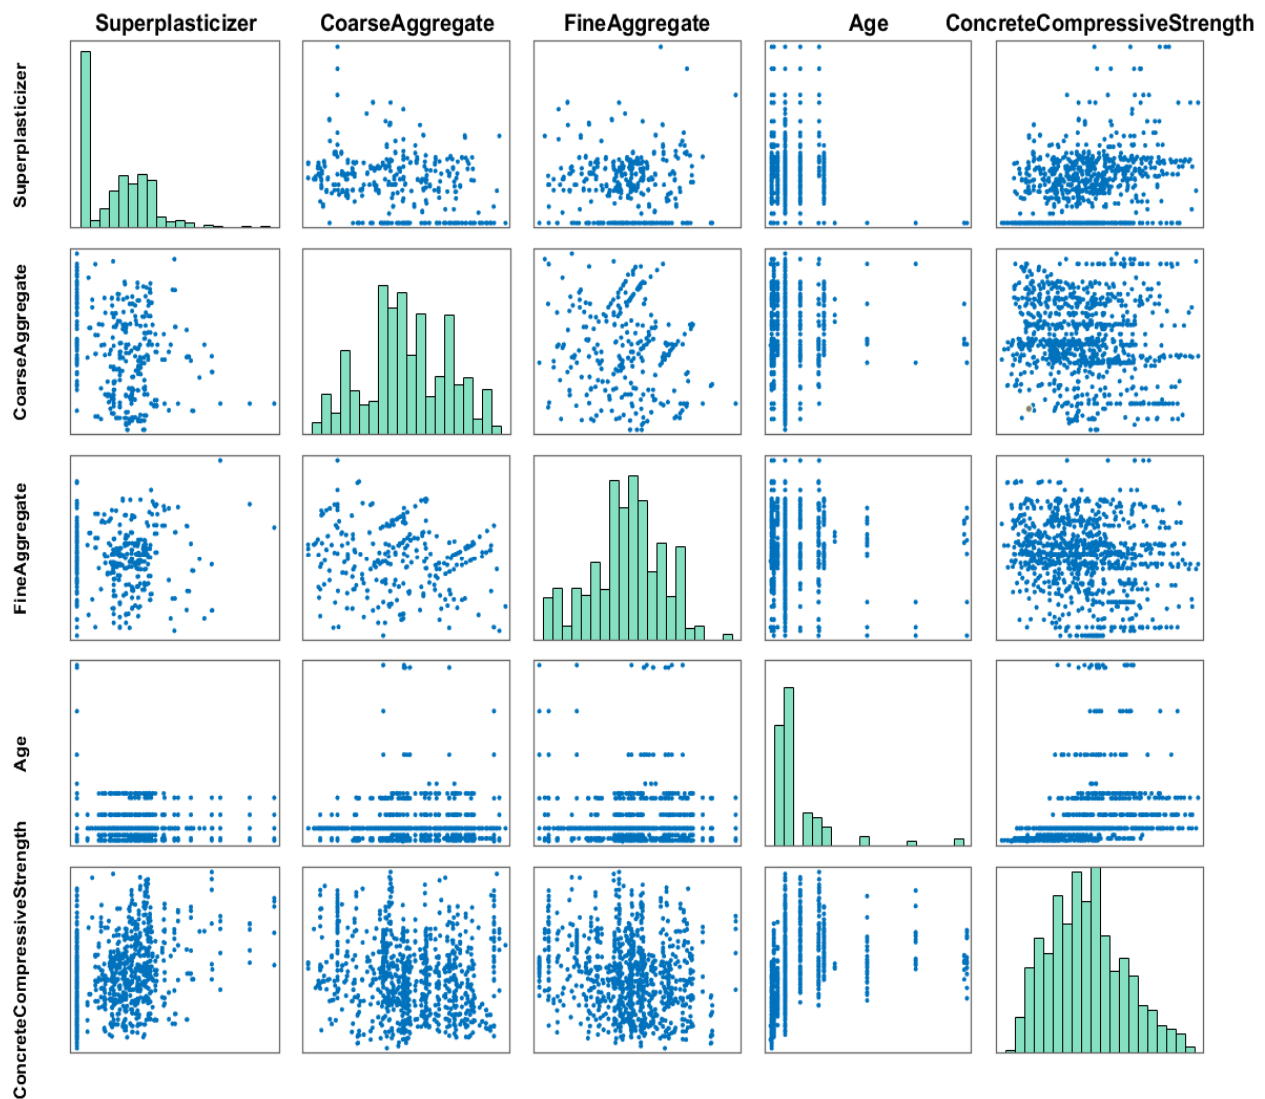 Superplasticizer
CoarseAggregate
FineAggregate
Age
ConcreteCompressiveStrength
Superplasticizer
CoarseAggregate
FineAggregate
Age
ConcreteCompressiveStrength